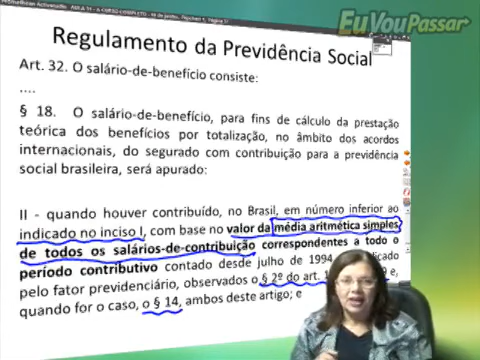 EuVouPassar
Regulamento da Previdência Social
Art. 32. O salário-de-benefício consiste:
....
§ 18. O salário-de-benefício, para fins de cálculo da prestação
teórica dos benefícios por totalização, no âmbito dos acordos
internacionais, do segurado com contribuição para a previdência
social brasileira, será apurado:
II - quando houver contribuído, no Brasil, em número inferior ao
indicado no inciso I, com base no valor da média aritmética simples
de todos os salários-de-contribuição correspondentes a todo o
período contributivo contado desde julho de 1994
pelo fator previdenciário, observados o § 2º do art. e,
quando for o caso, o § 14, ambos deste artigo; e